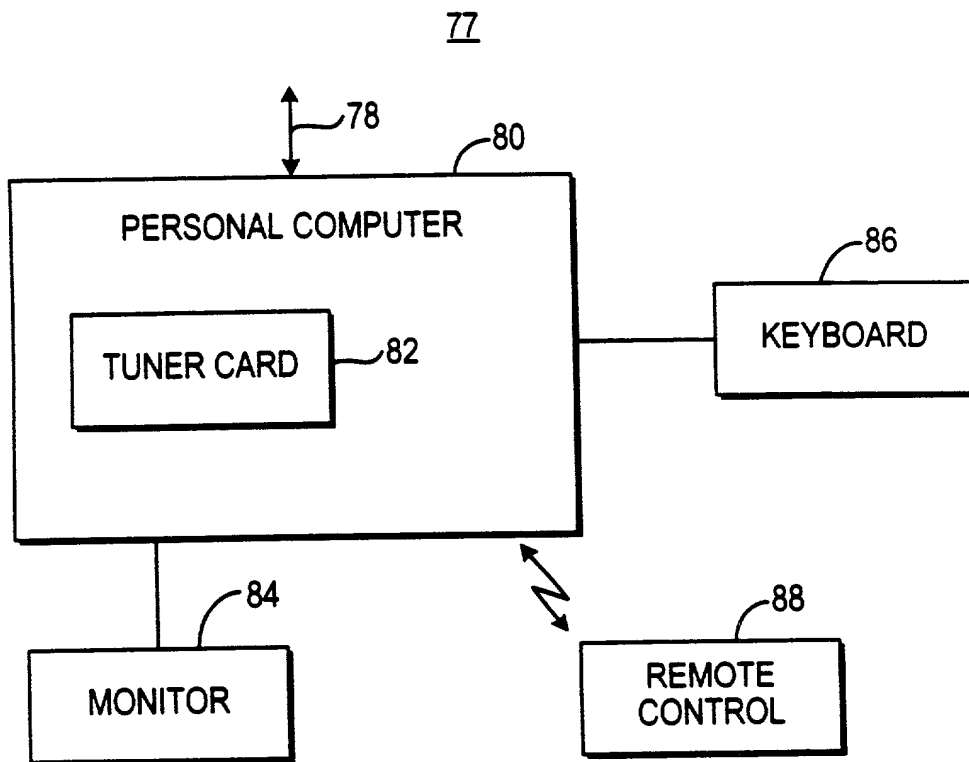 77
78
80
PERSONAL COMPUTER
86
KEYBOARD
TUNER CARD
82
84
MONITOR
88
REMOTE
CONTROL